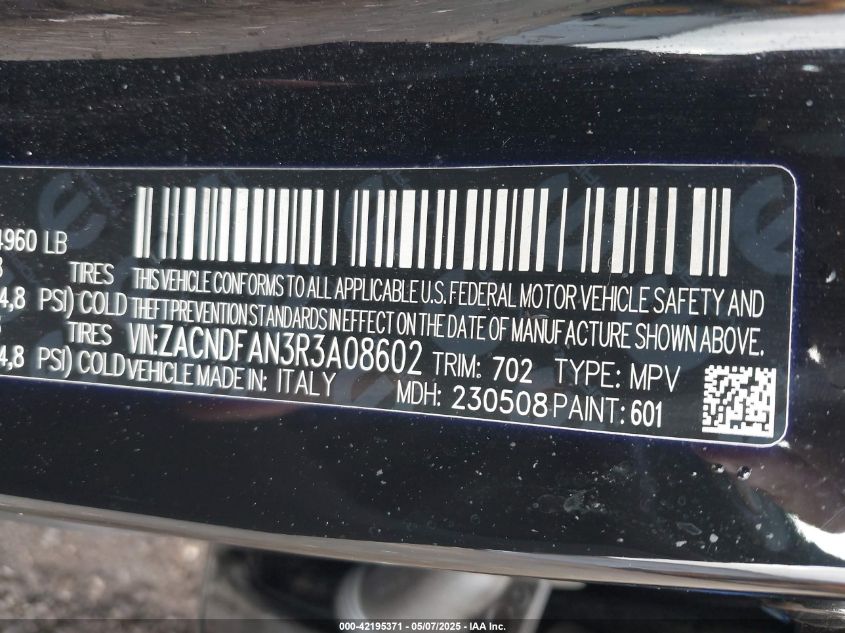 4960 LB
TIRES THIS VEHICLE CONFORMS TO ALL APPLICABLE U.S. FEDERAL MOTOR VEHICLE SAFETY AND
4,8 PSI) COLD THEFT PREVENTION STANDARDS IN EFFECT ON THE DATE OF MANUFACTURE SHOWN ABOVE.
TIRES VIN:ZACNDFAN3R3A08602 TRIM: 702 TYPE: MPV
4,8 PSI) COLD VEHICLE MADE IN: ITALY MDH: 230508 PAINT: 601
000-42195371 - 05/07/2025 - IAA Inc.